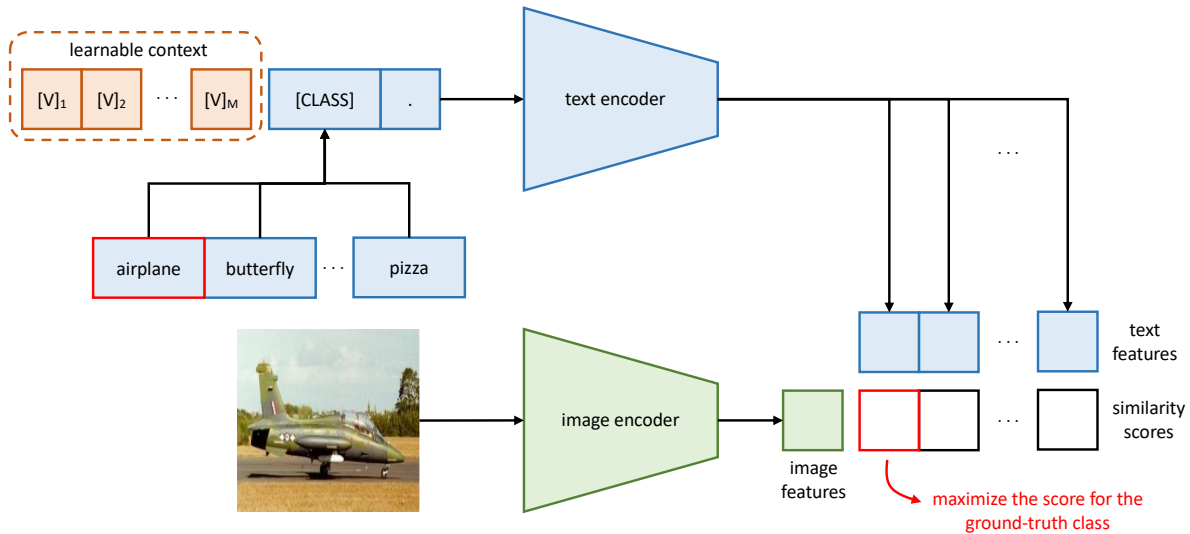 learnable context
[V]₁ [V]₂ · · · [V]ₘ [CLASS] .
text encoder
· · ·
airplane butterfly · · · pizza
text
features
· · ·
image encoder
similarity
scores
· · ·
image
features
maximize the score for the
ground-truth class